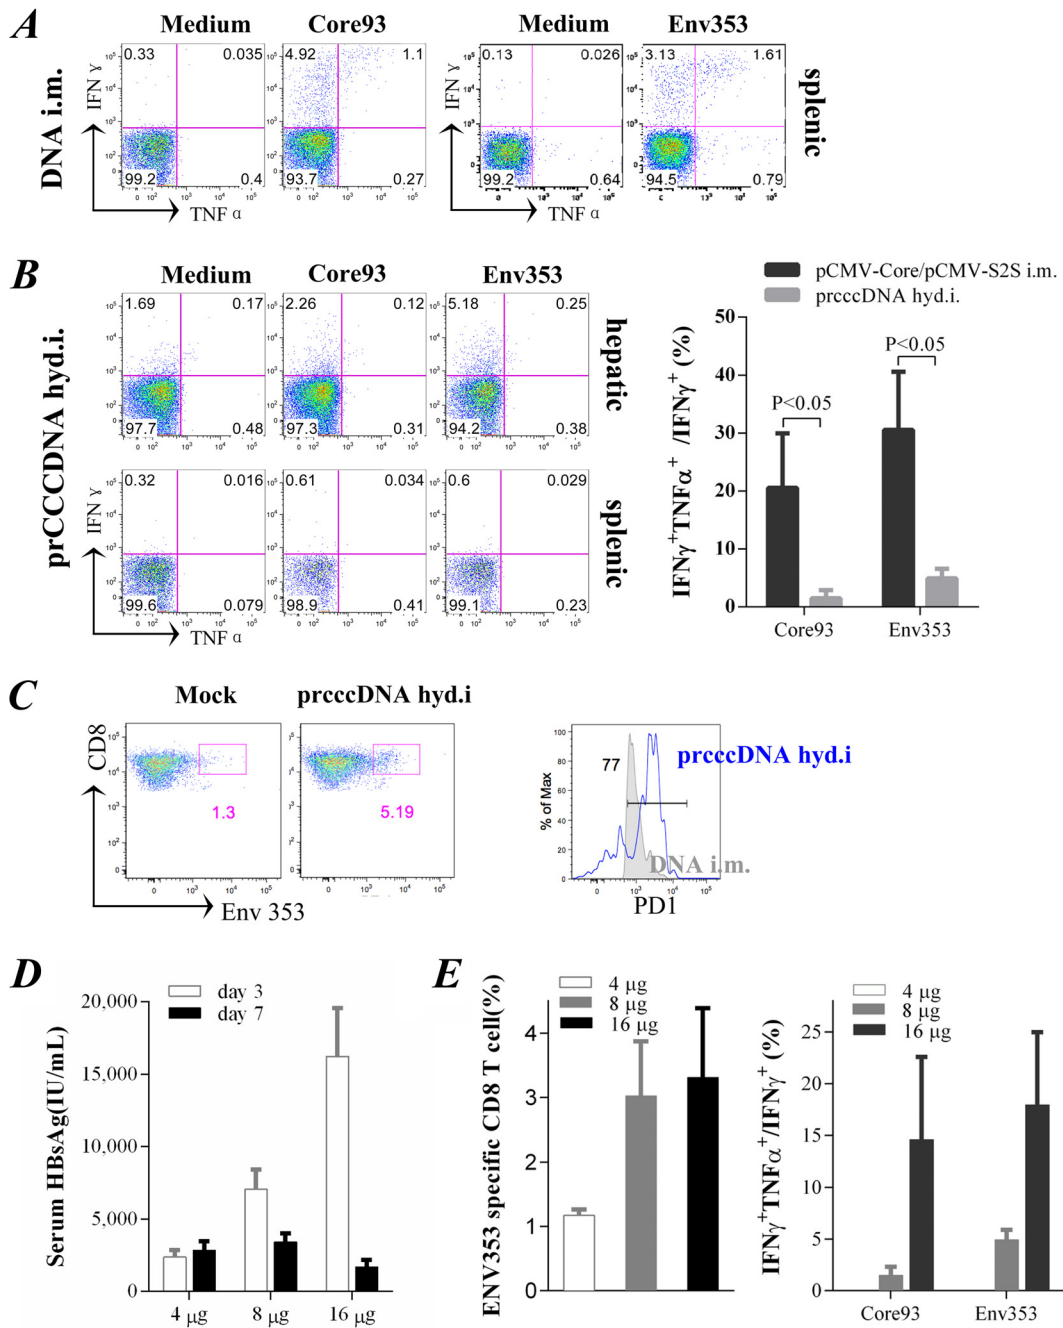 A
Medium
Core93
Medium
Env353
DNA i.m.
IFN γ
0.33
0.035
4.92
1.1
IFN γ
0.13
0.026
3.13
1.61
99.2
0.4
93.7
0.27
99.2
0.64
94.5
0.79
TNF α
TNF α
splenic
B
Medium
Core93
Env353
prCCCDNA hyd.i.
1.69
0.17
2.26
0.12
5.18
0.25
97.7
0.48
97.3
0.31
94.2
0.38
hepatic
IFN γ
0.32
0.016
0.61
0.034
0.6
0.029
99.6
0.079
98.9
0.41
99.1
0.23
TNF α
splenic
pCMV-Core/pCMV-S2S i.m.
prcccDNA hyd.i.
IFNγ+TNFα+ /IFNγ+ (%)
50
40
30
20
10
0
P<0.05
P<0.05
Core93
Env353
C
Mock
prcccDNA hyd.i
CD8
1.3
5.19
Env 353
% of Max
100
80
60
40
20
0
77
prcccDNA hyd.i
DNA i.m.
PD1
D
day 3
day 7
Serum HBsAg(IU/mL)
20,000
15,000
10,000
5,000
0
4 μg
8 μg
16 μg
E
4 μg
8 μg
16 μg
ENV353 specific CD8 T cell(%)
4
3
2
1
0
4 μg
8 μg
16 μg
IFNγ+TNFα+/IFNγ+ (%)
25
20
15
10
5
0
Core93
Env353